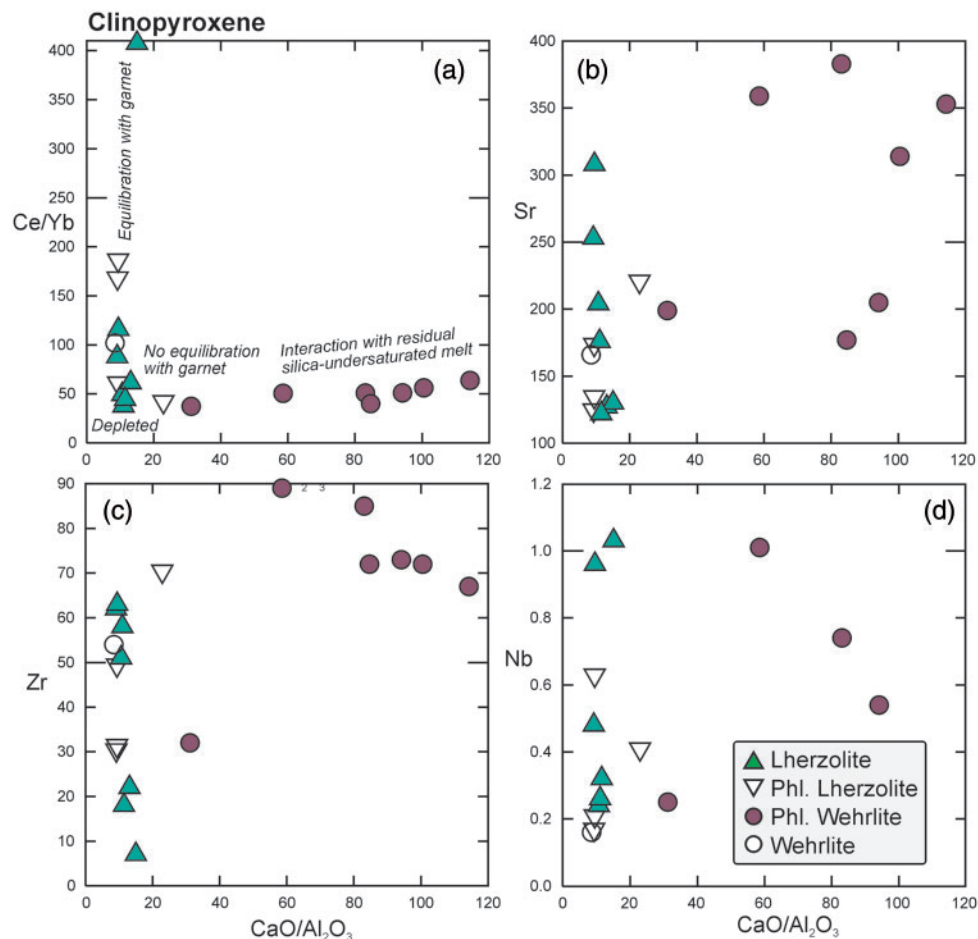 Clinopyroxene
(a)
Ce/Yb
400
350
300
250
200
150
100
50
0
Equilibration with garnet
No equilibration
with garnet
Interaction with residual
silica-undersaturated melt
Depleted
0 20 40 60 80 100 120
(b)
Sr
400
350
300
250
200
150
100
0 20 40 60 80 100 120
(c)
Zr
90
80
70
60
50
40
30
20
10
0
2 3
0 20 40 60 80 100 120
CaO/Al₂O₃
(d)
Nb
1.2
1.0
0.8
0.6
0.4
0.2
0.0
Lherzolite
Phl. Lherzolite
Phl. Wehrlite
Wehrlite
0 20 40 60 80 100 120
CaO/Al₂O₃